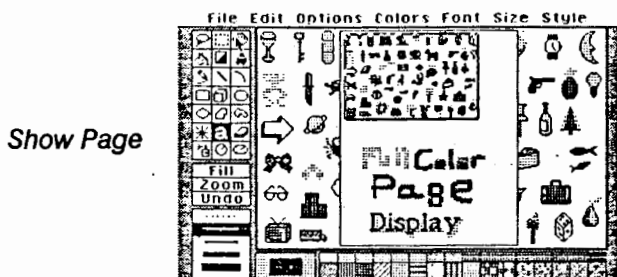 File Edit Options Colors Font Size Style
Show Page
Fill
Zoom
Undo
Full Color
Page
Display